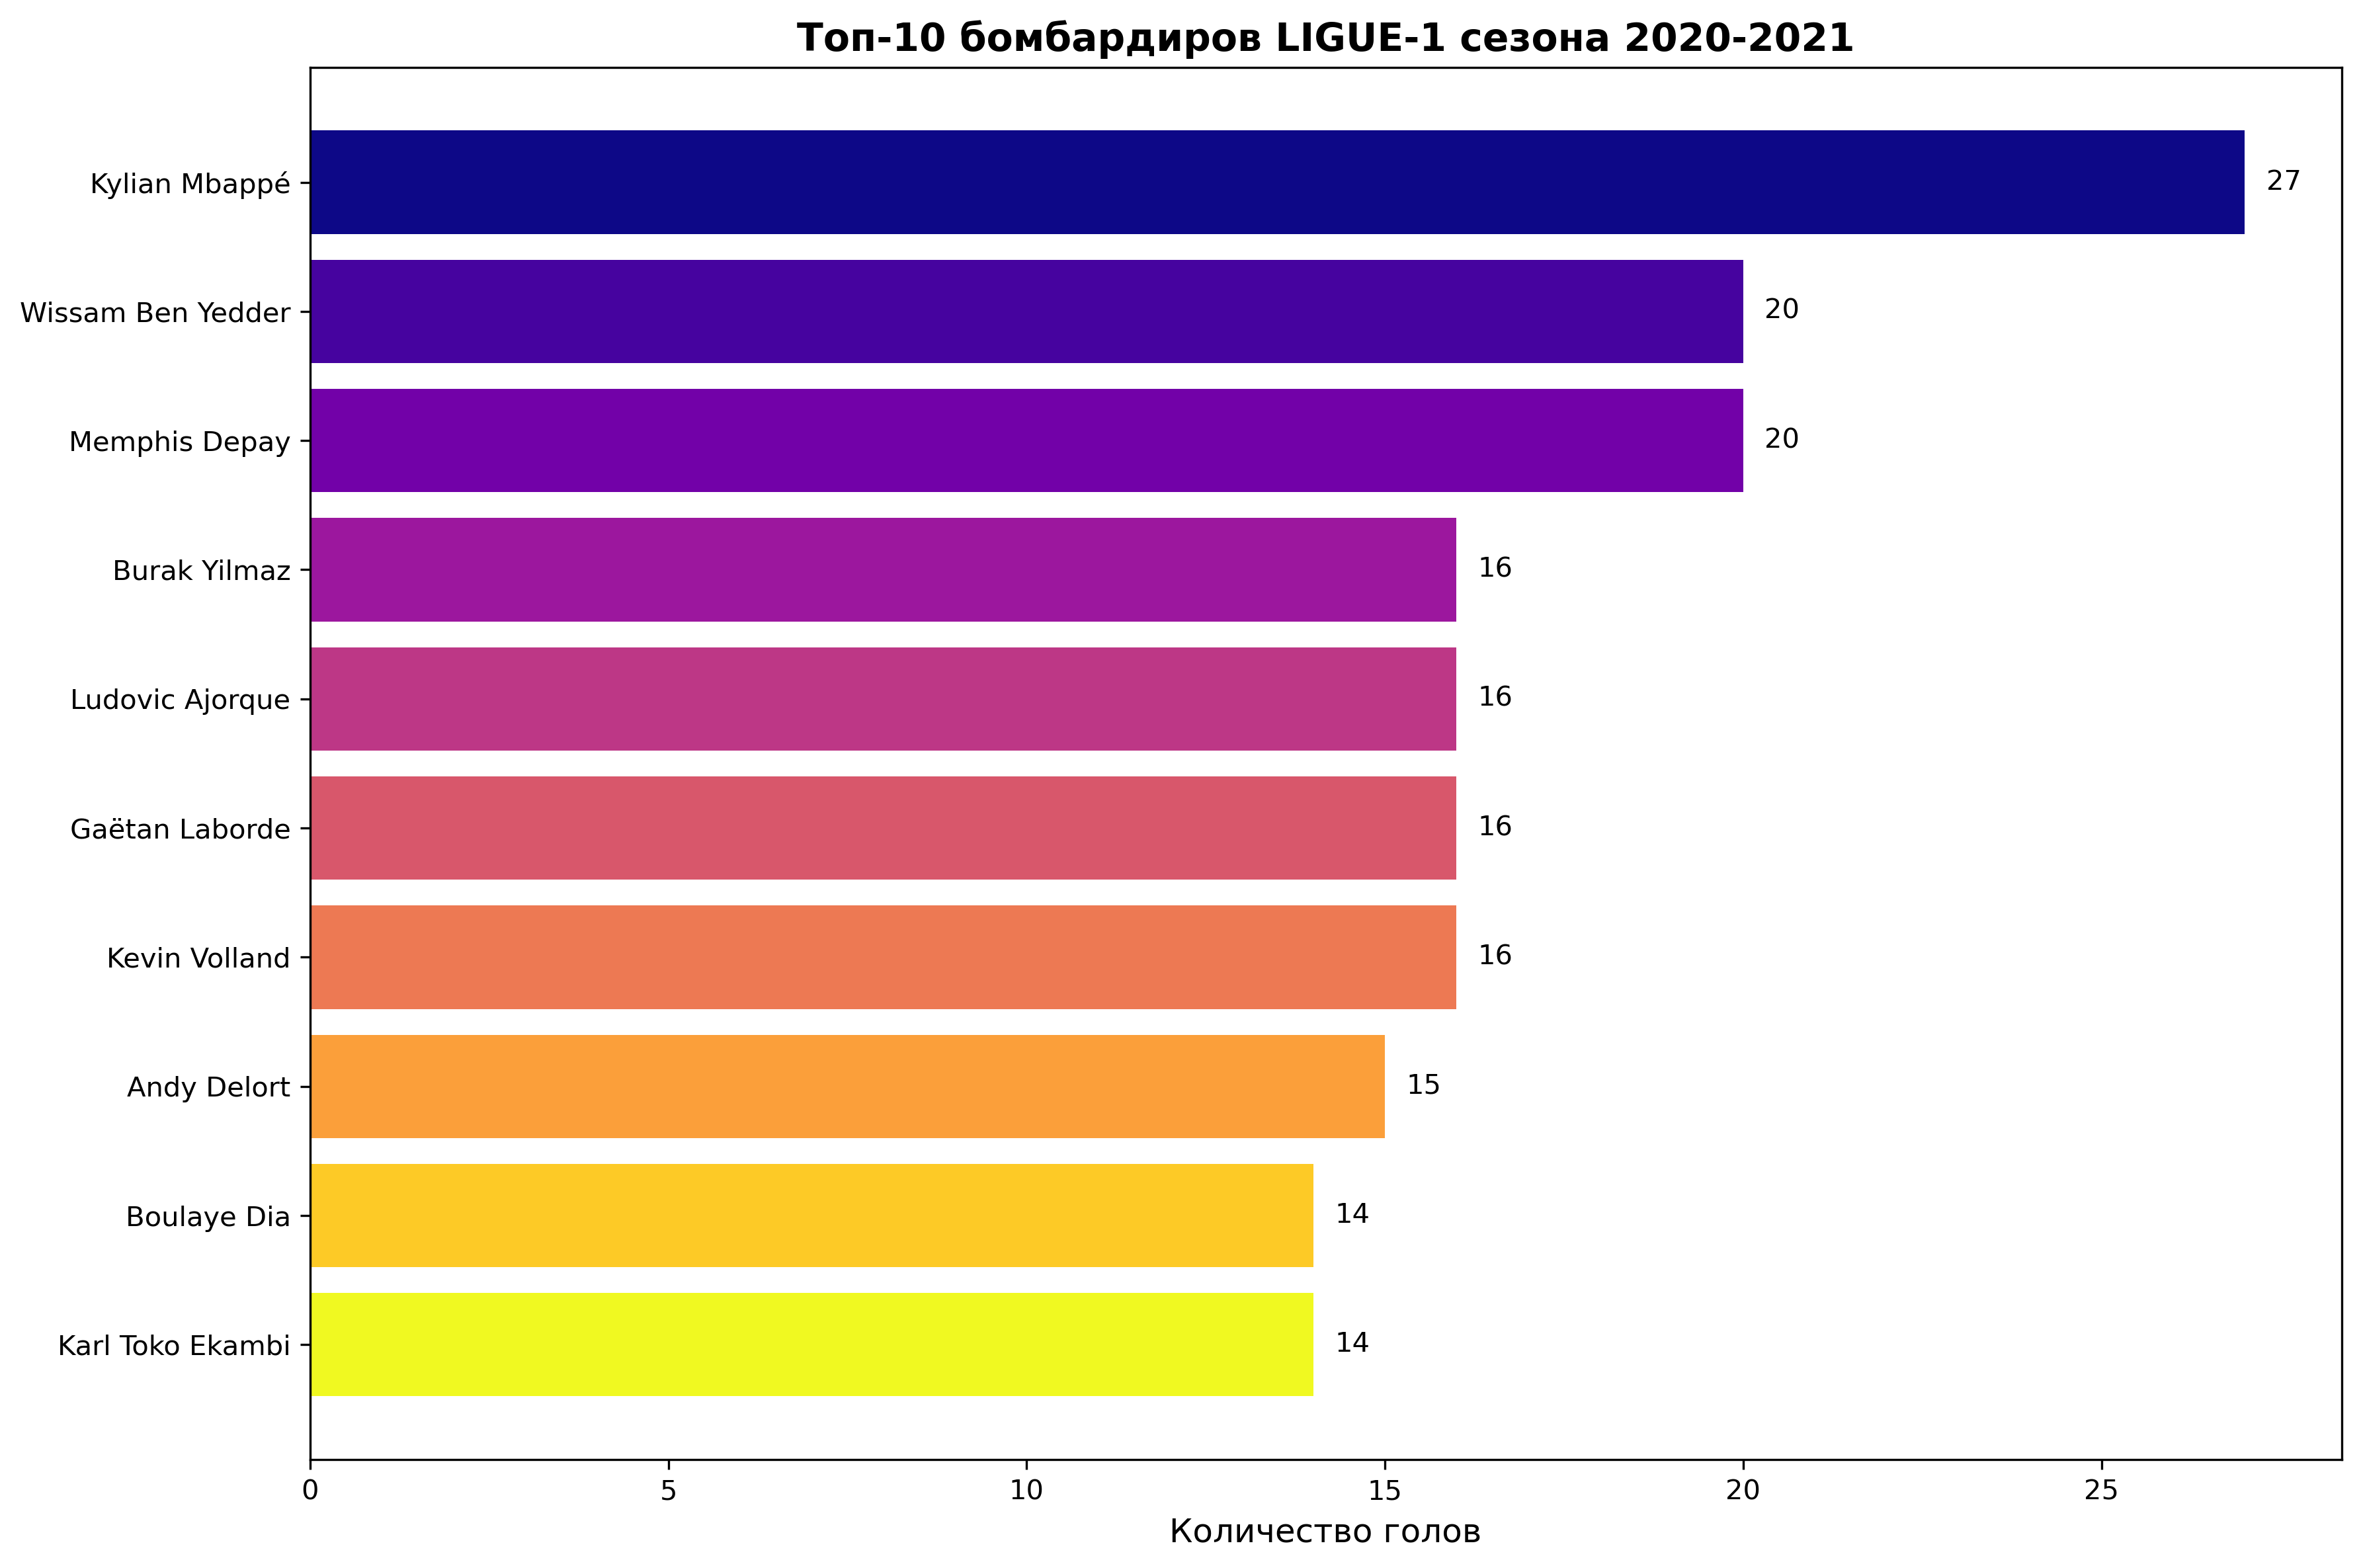 Топ-10 бомбардиров LIGUE-1 сезона 2020-2021
Kylian Mbappé 27
Wissam Ben Yedder 20
Memphis Depay 20
Burak Yilmaz 16
Ludovic Ajorque 16
Gaëtan Laborde 16
Kevin Volland 16
Andy Delort 15
Boulaye Dia 14
Karl Toko Ekambi 14
0 5 10 15 20 25
Количество голов